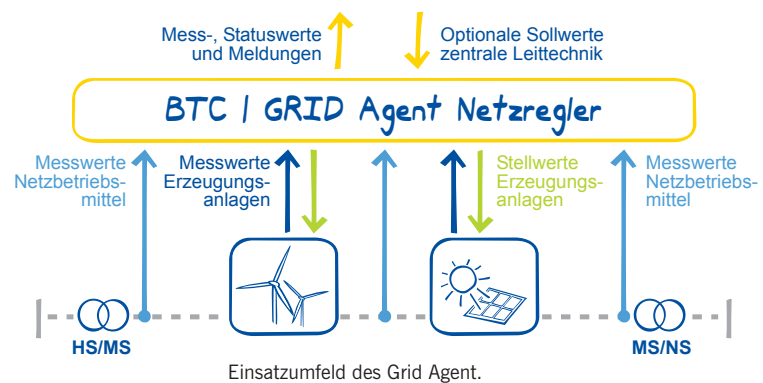 Mess-, Statuswerte
und Meldungen
Optionale Sollwerte
zentrale Leittechnik
BTC | GRID Agent Netzregler
Messwerte
Netzbetriebs-
mittel
Messwerte
Erzeugungs-
anlagen
Stellwerte
Erzeugungs-
anlagen
Messwerte
Netzbetriebs-
mittel
HS/MS
MS/NS
Einsatzumfeld des Grid Agent.